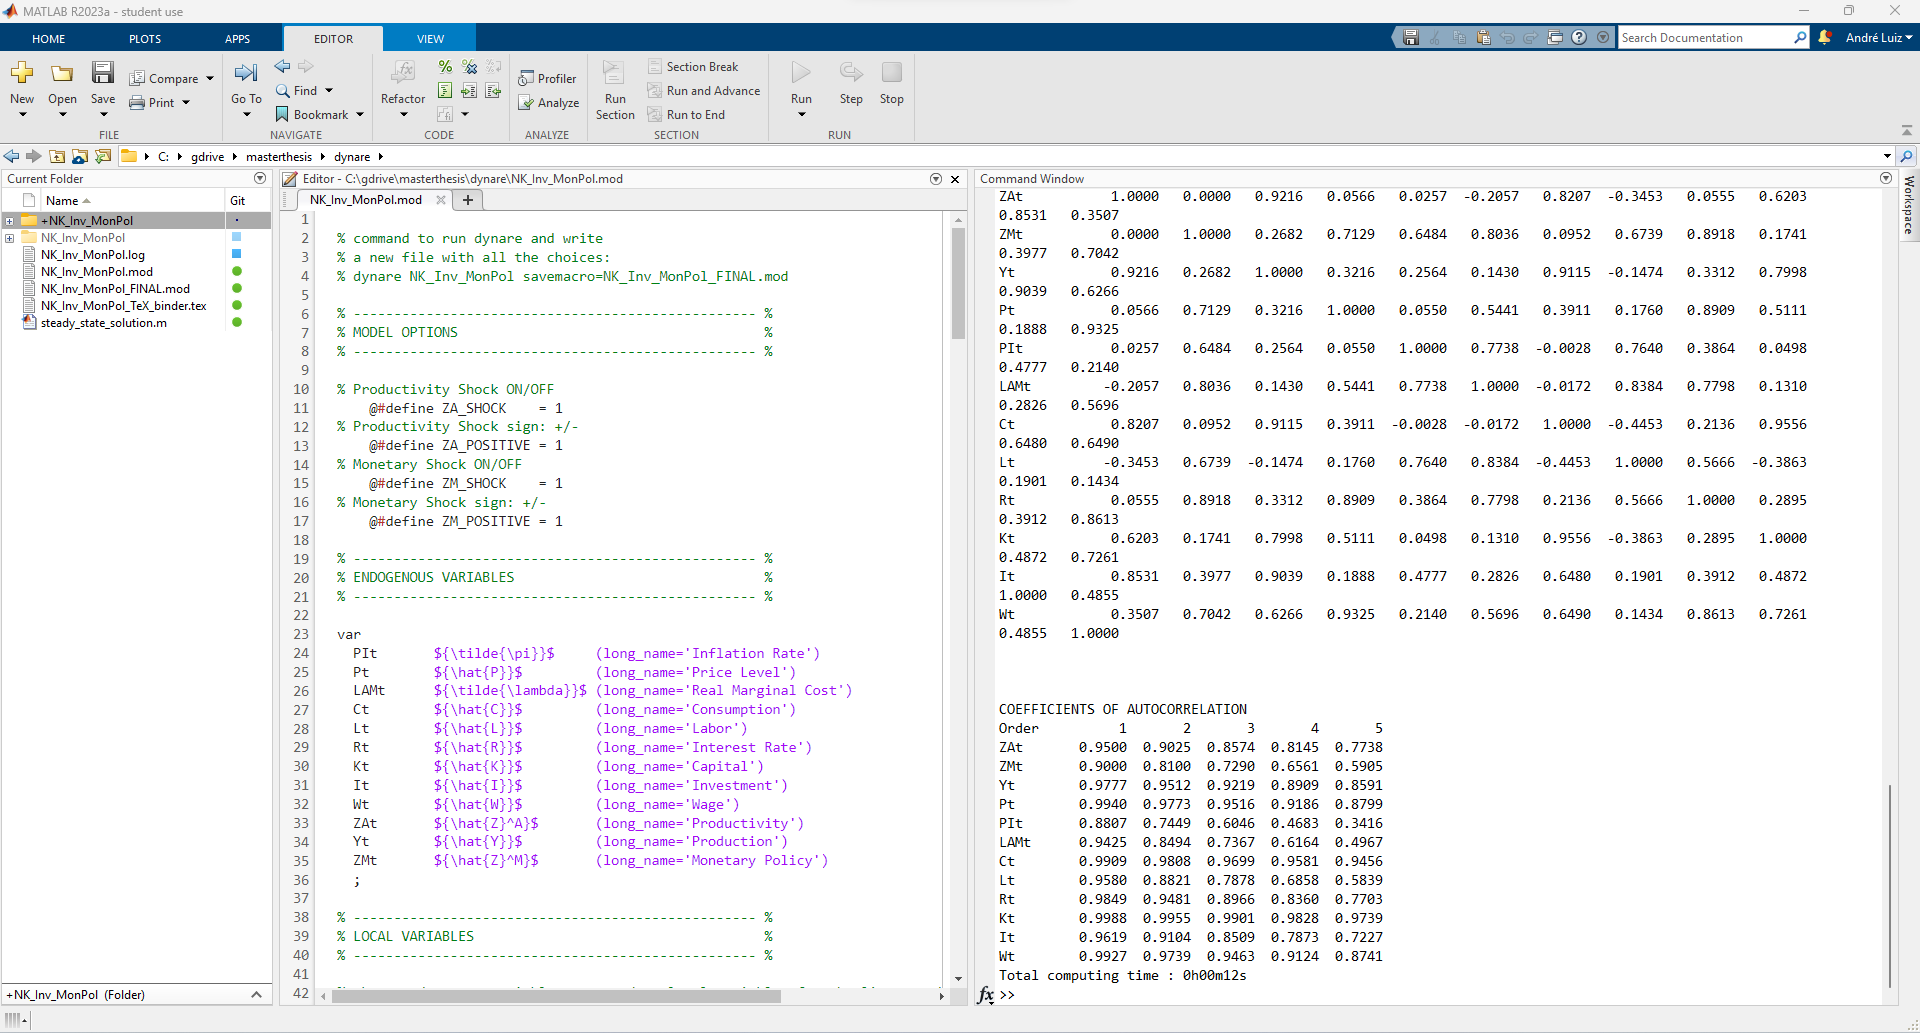 MATLAB R2023a - student use
HOME PLOTS APPS EDITOR VIEW
Search Documentation
André Luiz
New
Open
Save
Compare
Print
FILE
Go To
Find
Bookmark
NAVIGATE
Refactor
CODE
Profiler
Analyze
ANALYZE
Run Section
Section Break
Run and Advance
Run to End
SECTION
Run
Step
Stop
RUN
C: gdrive masterthesis dynare
Current Folder
Name Git
+NK_Inv_MonPol
NK_Inv_MonPol
NK_Inv_MonPol.log
NK_Inv_MonPol.mod
NK_Inv_MonPol_FINAL.mod
NK_Inv_MonPol_TeX_binder.tex
steady_state_solution.m
+NK_Inv_MonPol (Folder)
Editor - C:\gdrive\masterthesis\dynare\NK_Inv_MonPol.mod
NK_Inv_MonPol.mod
1
2 % command to run dynare and write
3 % a new file with all the choices:
4 % dynare NK_Inv_MonPol savemacro=NK_Inv_MonPol_FINAL.mod
5
6 % -------------------------------------------------- %
7 % MODEL OPTIONS %
8 % -------------------------------------------------- %
9
10 % Productivity Shock ON/OFF
11 @#define ZA_SHOCK = 1
12 % Productivity Shock sign: +/-
13 @#define ZA_POSITIVE = 1
14 % Monetary Shock ON/OFF
15 @#define ZM_SHOCK = 1
16 % Monetary Shock sign: +/-
17 @#define ZM_POSITIVE = 1
18
19 % -------------------------------------------------- %
20 % ENDOGENOUS VARIABLES %
21 % -------------------------------------------------- %
22
23 var
24 PIt ${\tilde{\pi}}$ (long_name='Inflation Rate')
25 Pt ${\hat{P}}$ (long_name='Price Level')
26 LAMt ${\tilde{\lambda}}$ (long_name='Real Marginal Cost')
27 Ct ${\hat{C}}$ (long_name='Consumption')
28 Lt ${\hat{L}}$ (long_name='Labor')
29 Rt ${\hat{R}}$ (long_name='Interest Rate')
30 Kt ${\hat{K}}$ (long_name='Capital')
31 It ${\hat{I}}$ (long_name='Investment')
32 Wt ${\hat{W}}$ (long_name='Wage')
33 ZAt ${\hat{Z}^A}$ (long_name='Productivity')
34 Yt ${\hat{Y}}$ (long_name='Production')
35 ZMt ${\hat{Z}^M}$ (long_name='Monetary Policy')
36 ;
37
38 % -------------------------------------------------- %
39 % LOCAL VARIABLES %
40 % -------------------------------------------------- %
41
42
Command Window
ZAt 1.0000 0.0000 0.9216 0.0566 0.0257 -0.2057 0.8207 -0.3453 0.0555 0.6203
0.8531 0.3507
ZMt 0.0000 1.0000 0.2682 0.7129 0.6484 0.8036 0.0952 0.6739 0.8918 0.1741
0.3977 0.7042
Yt 0.9216 0.2682 1.0000 0.3216 0.2564 0.1430 0.9115 -0.1474 0.3312 0.7998
0.9039 0.6266
Pt 0.0566 0.7129 0.3216 1.0000 0.0550 0.5441 0.3911 0.1760 0.8909 0.5111
0.1888 0.9325
PIt 0.0257 0.6484 0.2564 0.0550 1.0000 0.7738 -0.0028 0.7640 0.3864 0.0498
0.4777 0.2140
LAMt -0.2057 0.8036 0.1430 0.5441 0.7738 1.0000 -0.0172 0.8384 0.7798 0.1310
0.2826 0.5696
Ct 0.8207 0.0952 0.9115 0.3911 -0.0028 -0.0172 1.0000 -0.4453 0.2136 0.9556
0.6480 0.6490
Lt -0.3453 0.6739 -0.1474 0.1760 0.7640 0.8384 -0.4453 1.0000 0.5666 -0.3863
0.1901 0.1434
Rt 0.0555 0.8918 0.3312 0.8909 0.3864 0.7798 0.2136 0.5666 1.0000 0.2895
0.3912 0.8613
Kt 0.6203 0.1741 0.7998 0.5111 0.0498 0.1310 0.9556 -0.3863 0.2895 1.0000
0.4872 0.7261
It 0.8531 0.3977 0.9039 0.1888 0.4777 0.2826 0.6480 0.1901 0.3912 0.4872
1.0000 0.4855
Wt 0.3507 0.7042 0.6266 0.9325 0.2140 0.5696 0.6490 0.1434 0.8613 0.7261
0.4855 1.0000
COEFFICIENTS OF AUTOCORRELATION
Order 1 2 3 4 5
ZAt 0.9500 0.9025 0.8574 0.8145 0.7738
ZMt 0.9000 0.8100 0.7290 0.6561 0.5905
Yt 0.9777 0.9512 0.9219 0.8909 0.8591
Pt 0.9940 0.9773 0.9516 0.9186 0.8799
PIt 0.8807 0.7449 0.6046 0.4683 0.3416
LAMt 0.9425 0.8494 0.7367 0.6164 0.4967
Ct 0.9909 0.9808 0.9699 0.9581 0.9456
Lt 0.9580 0.8821 0.7878 0.6858 0.5839
Rt 0.9849 0.9481 0.8966 0.8360 0.7703
Kt 0.9988 0.9955 0.9901 0.9828 0.9739
It 0.9619 0.9104 0.8509 0.7873 0.7227
Wt 0.9927 0.9739 0.9463 0.9124 0.8741
Total computing time : 0h00m12s
fx >>
Workspace